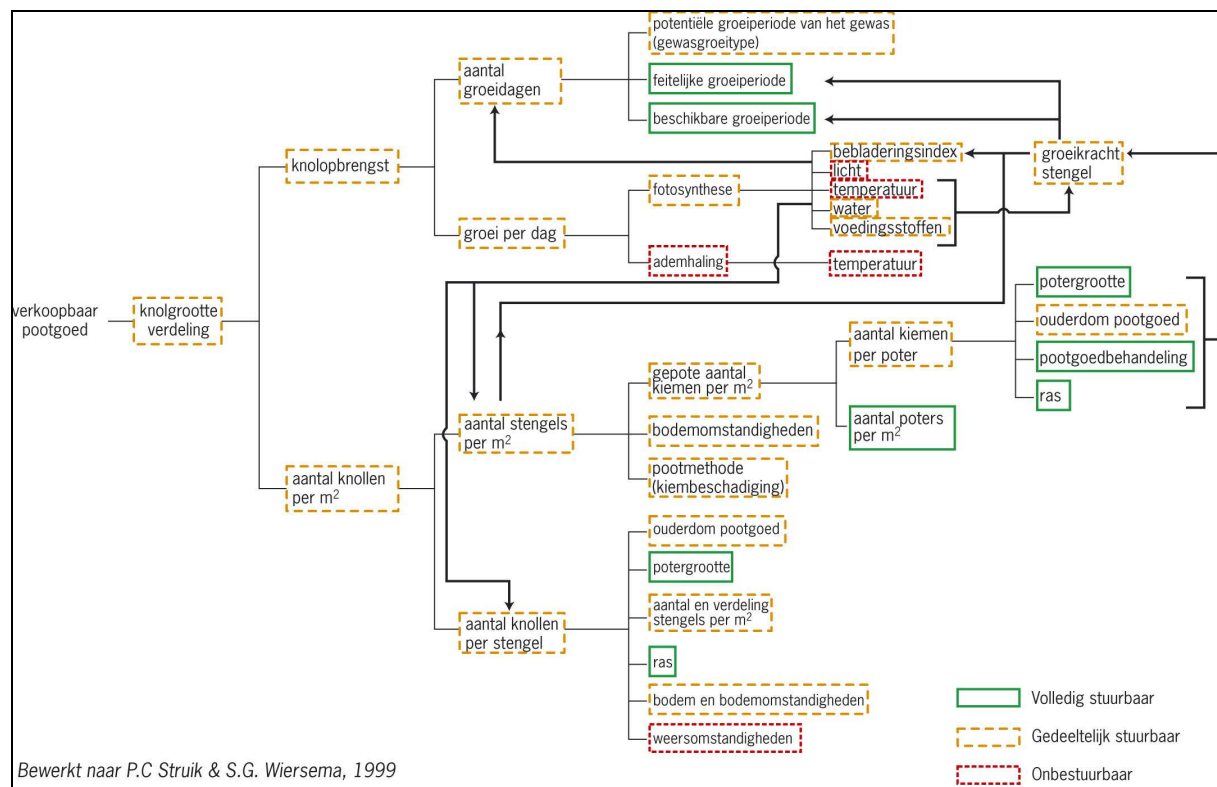 potentiële groeiperiode van het gewas
(gewasgroeitype)
aantal
groeidagen
feitelijke groeiperiode
beschikbare groeiperiode
knolopbrengst
bebladeringsindex
licht
groeikracht
stengel
fotosynthese
temperatuur
water
voedingsstoffen
groei per dag
ademhaling
temperatuur
verkoopbaar
pootgoed
knolgrootte
verdeling
potergrootte
ouderdom pootgoed
aantal kiemen
per poter
pootgoedbehandeling
ras
gepote aantal
kiemen per m²
aantal poters
per m²
aantal stengels
per m²
bodemomstandigheden
pootmethode
(kiembeschadiging)
aantal knollen
per m²
ouderdom pootgoed
potergrootte
aantal en verdeling
stengels per m²
aantal knollen
per stengel
ras
bodem en bodemomstandigheden
weersomstandigheden
Volledig stuurbaar
Gedeeltelijk stuurbaar
Onbestuurbaar
Bewerkt naar P.C Struik & S.G. Wiersema, 1999